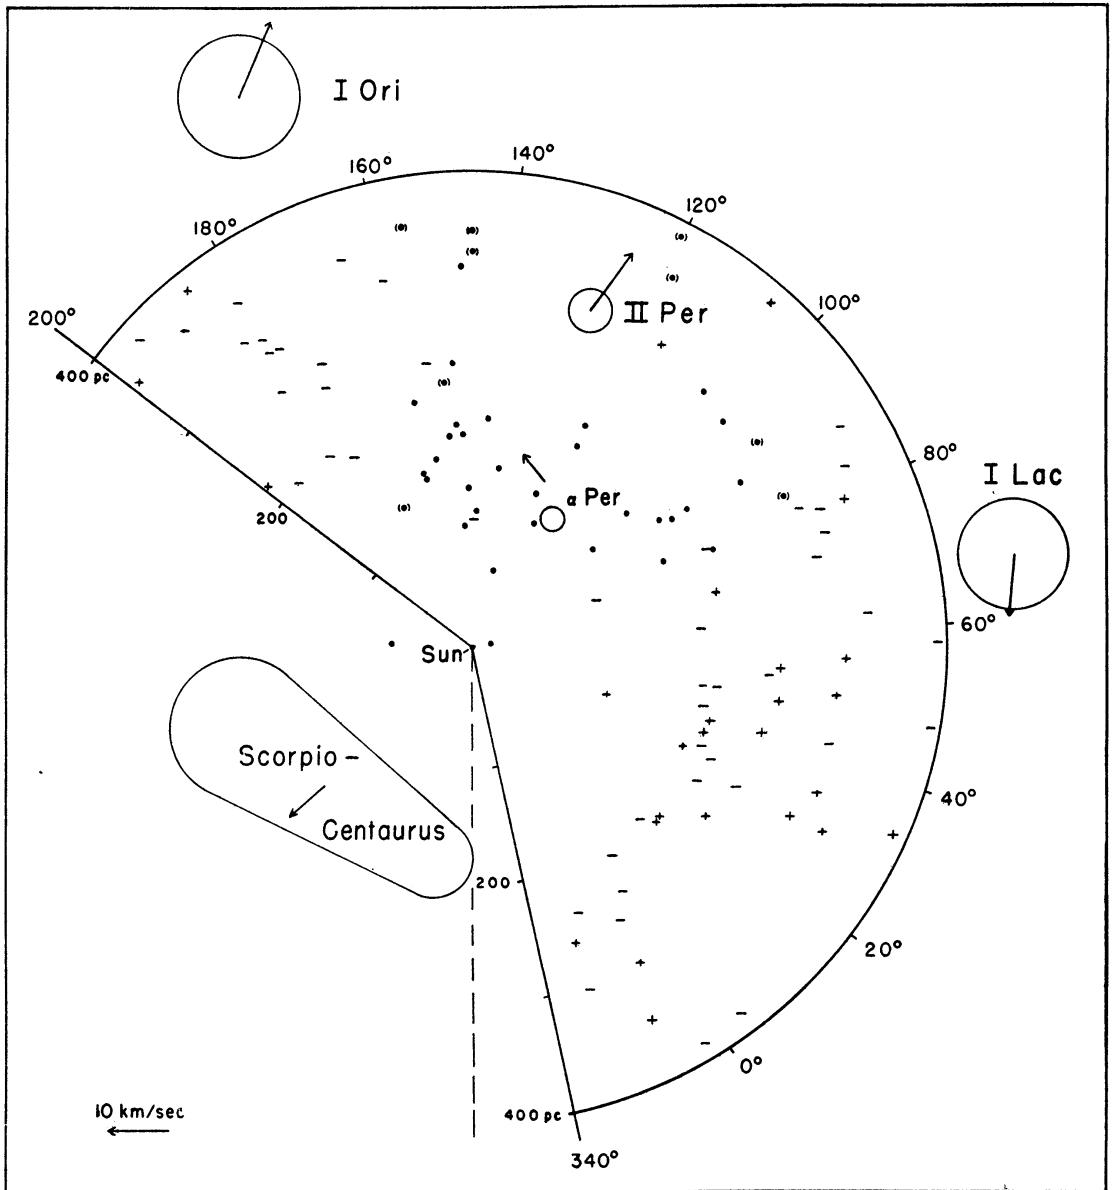 I Ori
140°
160°
120°
180°
100°
II Per
200°
400 pc
80°
I Lac
α Per
200
60°
Sun
Scorpio –
40°
Centaurus
200
20°
0°
10 km/sec
400 pc
340°